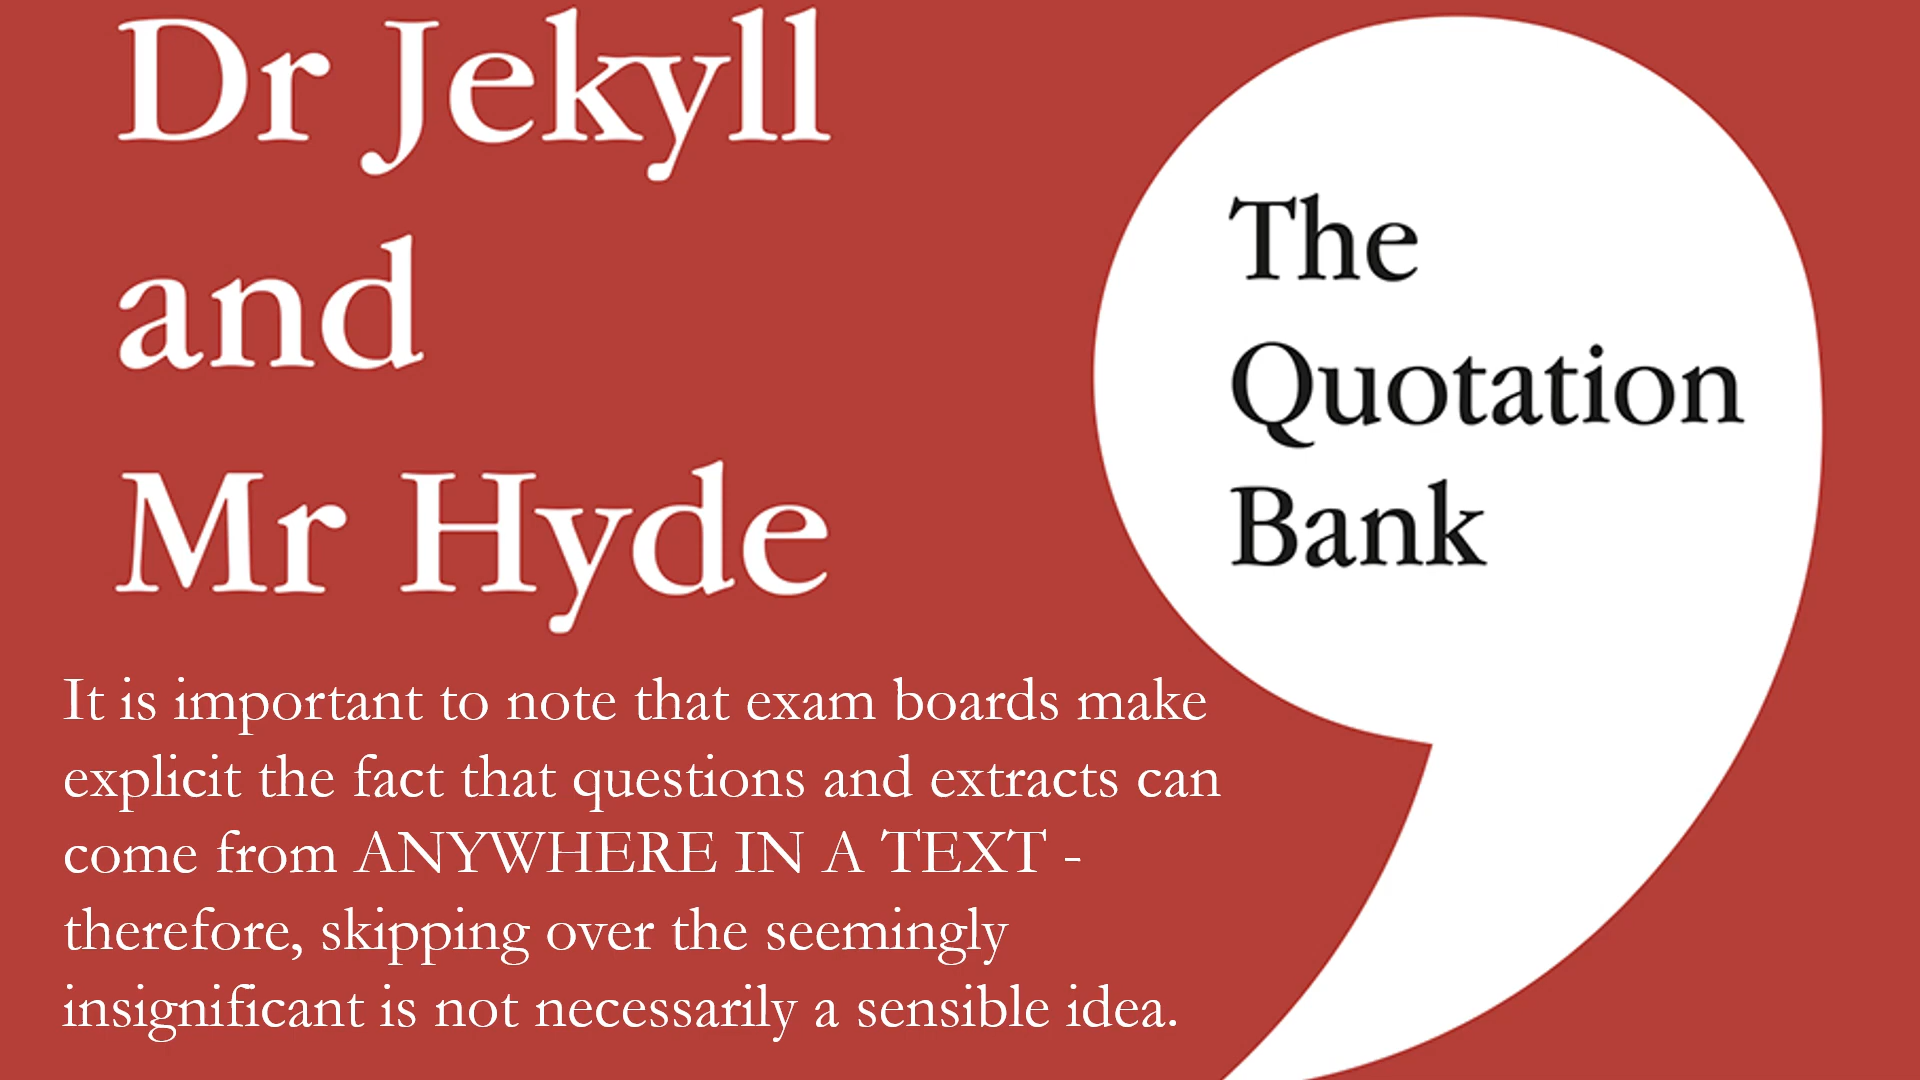 Dr Jekyll
and
Mr Hyde
The
Quotation
Bank
It is important to note that exam boards make
explicit the fact that questions and extracts can
come from ANYWHERE IN A TEXT -
therefore, skipping over the seemingly
insignificant is not necessarily a sensible idea.